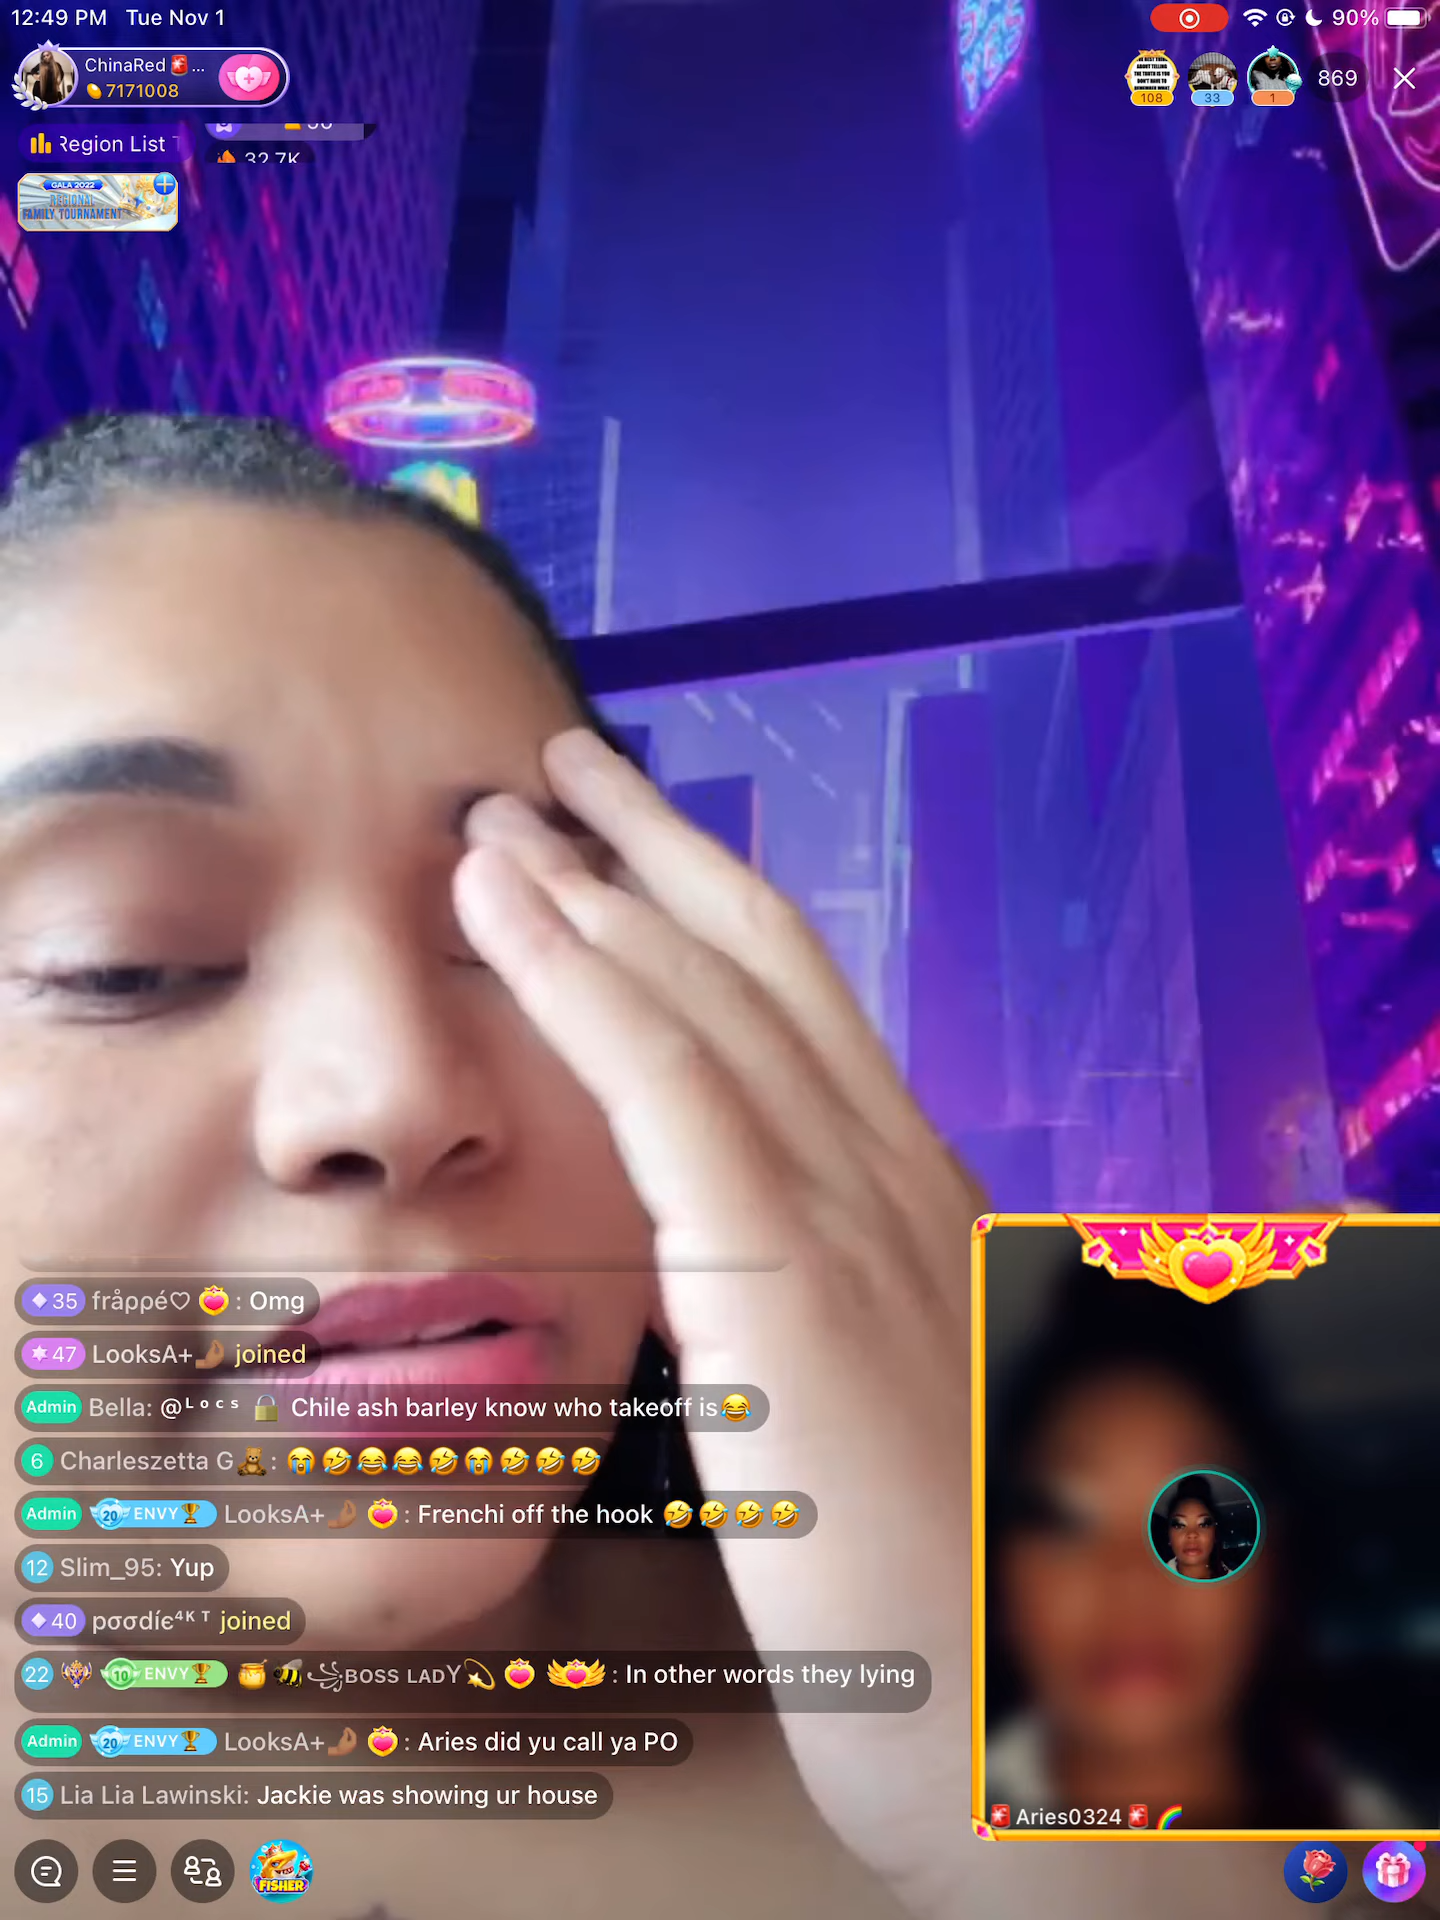 12:49 PM Tue Nov 1
90%
ChinaRed 🚨...
7171008
108
33
1
869
Region List
32.7K
GALA 2022
REGIONAL
FAMILY TOURNAMENT
35 fråρρé♡ : Omg
47 LooksA+🤌🏽 joined
Admin Bella: @ᴸᵒᶜˢ 🔒 Chile ash barley know who takeoff is😂
6 Charleszetta G🧸: 😭🤣😂😂🤣😭🤣🤣🤣
Admin 20 ENVY🏆 LooksA+🤌🏽 : Frenchi off the hook 🤣🤣🤣🤣
12 Slim_95: Yup
40 pσσdíє⁴ᴷ ᵀ joined
22 10 ENVY🏆 🍯🐝꧁ʙᴏss ʟᴀᴅY💫 : In other words they lying
Admin 20 ENVY🏆 LooksA+🤌🏽 : Aries did yu call ya PO
15 Lia Lia Lawinski: Jackie was showing ur house
🚨Aries0324🚨🌈
FISHER